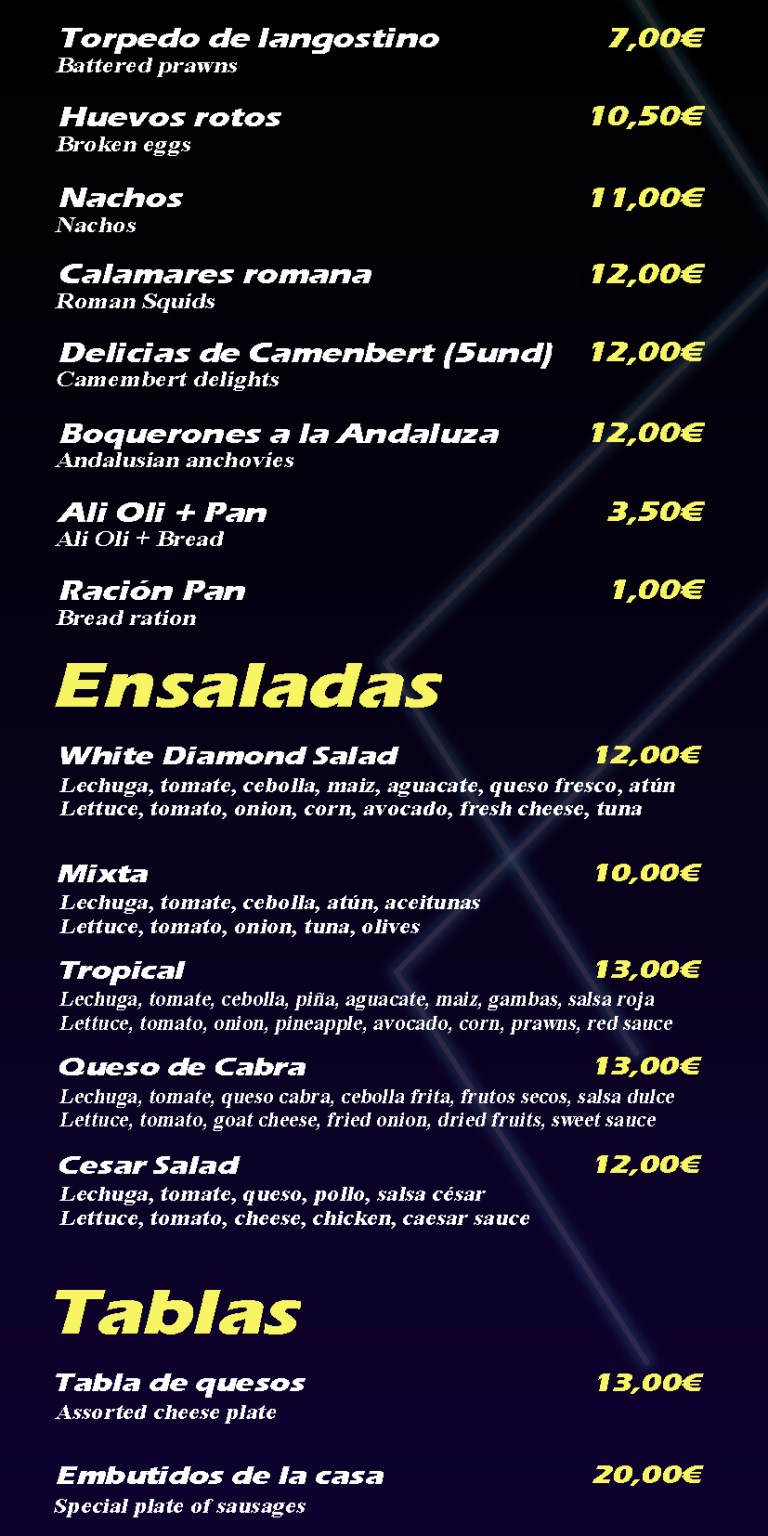 Torpedo de langostino 7,00€
Battered prawns
Huevos rotos 10,50€
Broken eggs
Nachos 11,00€
Nachos
Calamares romana 12,00€
Roman Squids
Delicias de Camenbert (5und) 12,00€
Camembert delights
Boquerones a la Andaluza 12,00€
Andalusian anchovies
Ali Oli + Pan 3,50€
Ali Oli + Bread
Ración Pan 1,00€
Bread ration
Ensaladas
White Diamond Salad 12,00€
Lechuga, tomate, cebolla, maiz, aguacate, queso fresco, atún
Lettuce, tomato, onion, corn, avocado, fresh cheese, tuna
Mixta 10,00€
Lechuga, tomate, cebolla, atún, aceitunas
Lettuce, tomato, onion, tuna, olives
Tropical 13,00€
Lechuga, tomate, cebolla, piña, aguacate, maiz, gambas, salsa roja
Lettuce, tomato, onion, pineapple, avocado, corn, prawns, red sauce
Queso de Cabra 13,00€
Lechuga, tomate, queso cabra, cebolla frita, frutos secos, salsa dulce
Lettuce, tomato, goat cheese, fried onion, dried fruits, sweet sauce
Cesar Salad 12,00€
Lechuga, tomate, queso, pollo, salsa césar
Lettuce, tomato, cheese, chicken, caesar sauce
Tablas
Tabla de quesos 13,00€
Assorted cheese plate
Embutidos de la casa 20,00€
Special plate of sausages